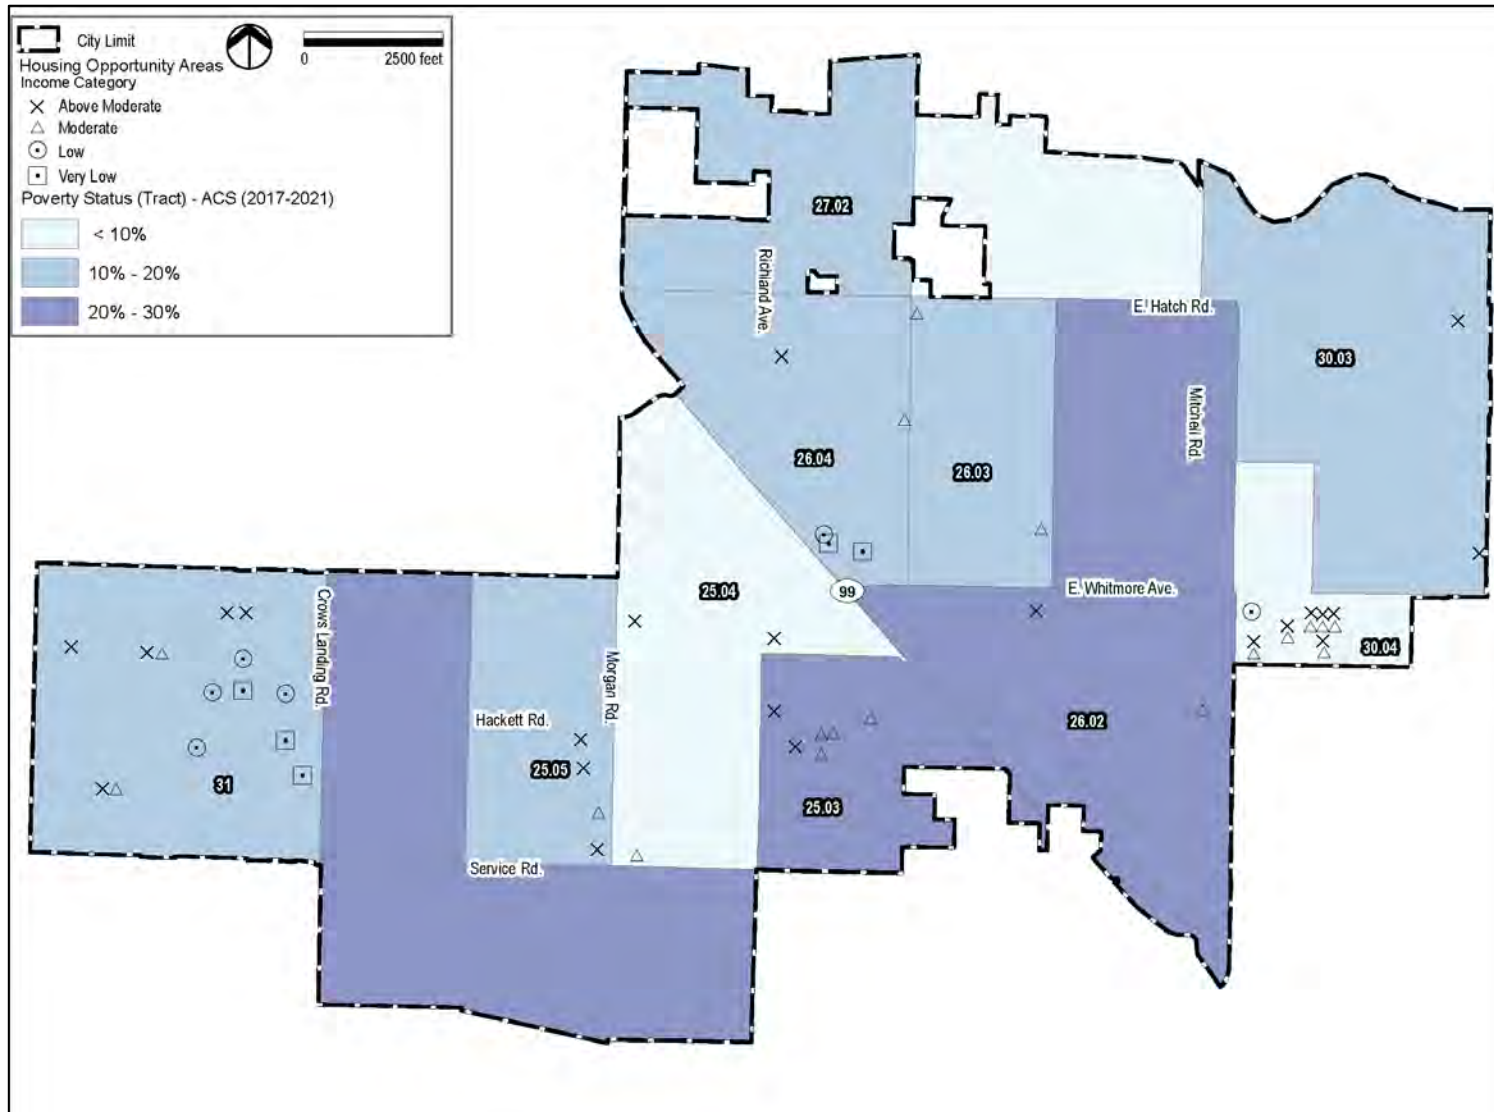 City Limit
0
2500 feet
Housing Opportunity Areas
Income Category
Above Moderate
Moderate
Low
Very Low
Poverty Status (Tract) - ACS (2017-2021)
< 10%
10% - 20%
20% - 30%
27.02
Richland Ave.
E. Hatch Rd.
30.03
Mitchell Rd.
26.04
26.03
25.04
99
E. Whitmore Ave.
Crows Landing Rd.
Morgan Rd.
30.04
Hackett Rd.
26.02
25.05
31
25.03
Service Rd.